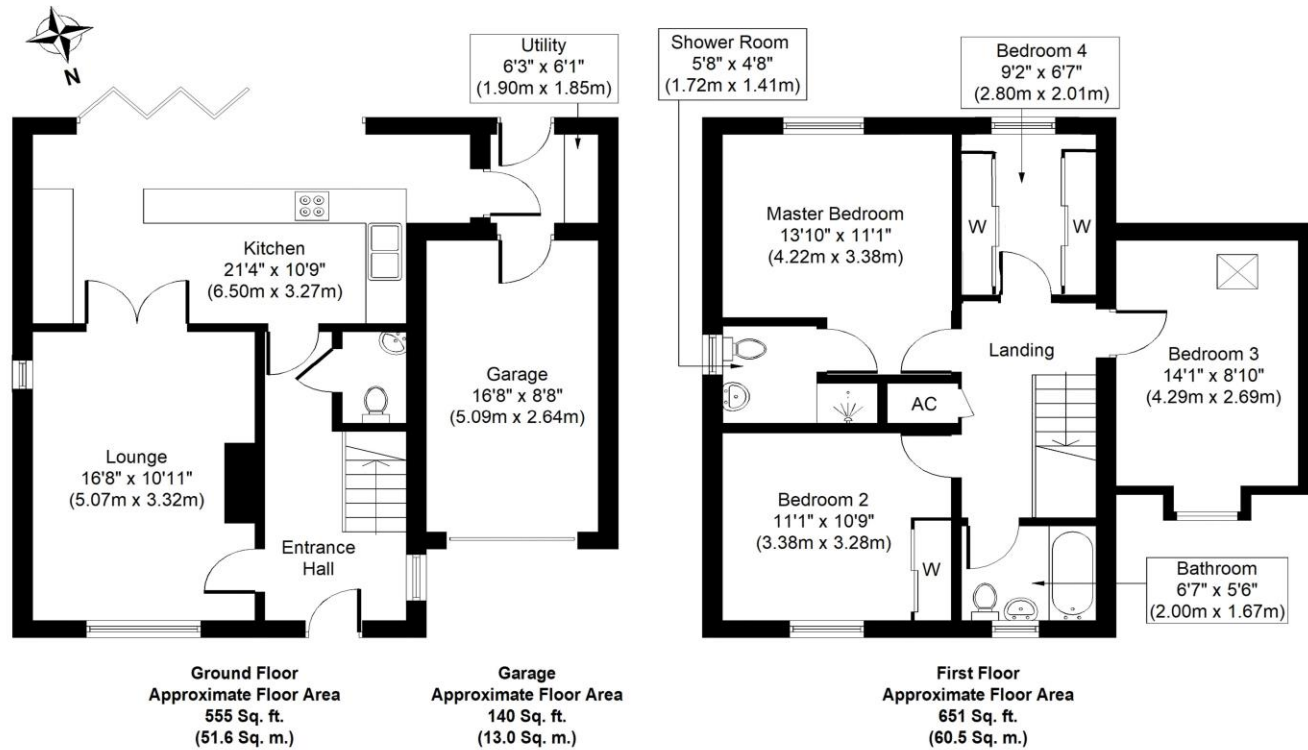 N
Utility
6'3" x 6'1"
(1.90m x 1.85m)
Kitchen
21'4" x 10'9"
(6.50m x 3.27m)
Garage
16'8" x 8'8"
(5.09m x 2.64m)
Lounge
16'8" x 10'11"
(5.07m x 3.32m)
Entrance
Hall
Ground Floor
Approximate Floor Area
555 Sq. ft.
(51.6 Sq. m.)
Garage
Approximate Floor Area
140 Sq. ft.
(13.0 Sq. m.)
Shower Room
5'8" x 4'8"
(1.72m x 1.41m)
Bedroom 4
9'2" x 6'7"
(2.80m x 2.01m)
Master Bedroom
13'10" x 11'1"
(4.22m x 3.38m)
W
W
Landing
Bedroom 3
14'1" x 8'10"
(4.29m x 2.69m)
AC
Bedroom 2
11'1" x 10'9"
(3.38m x 3.28m)
W
Bathroom
6'7" x 5'6"
(2.00m x 1.67m)
First Floor
Approximate Floor Area
651 Sq. ft.
(60.5 Sq. m.)